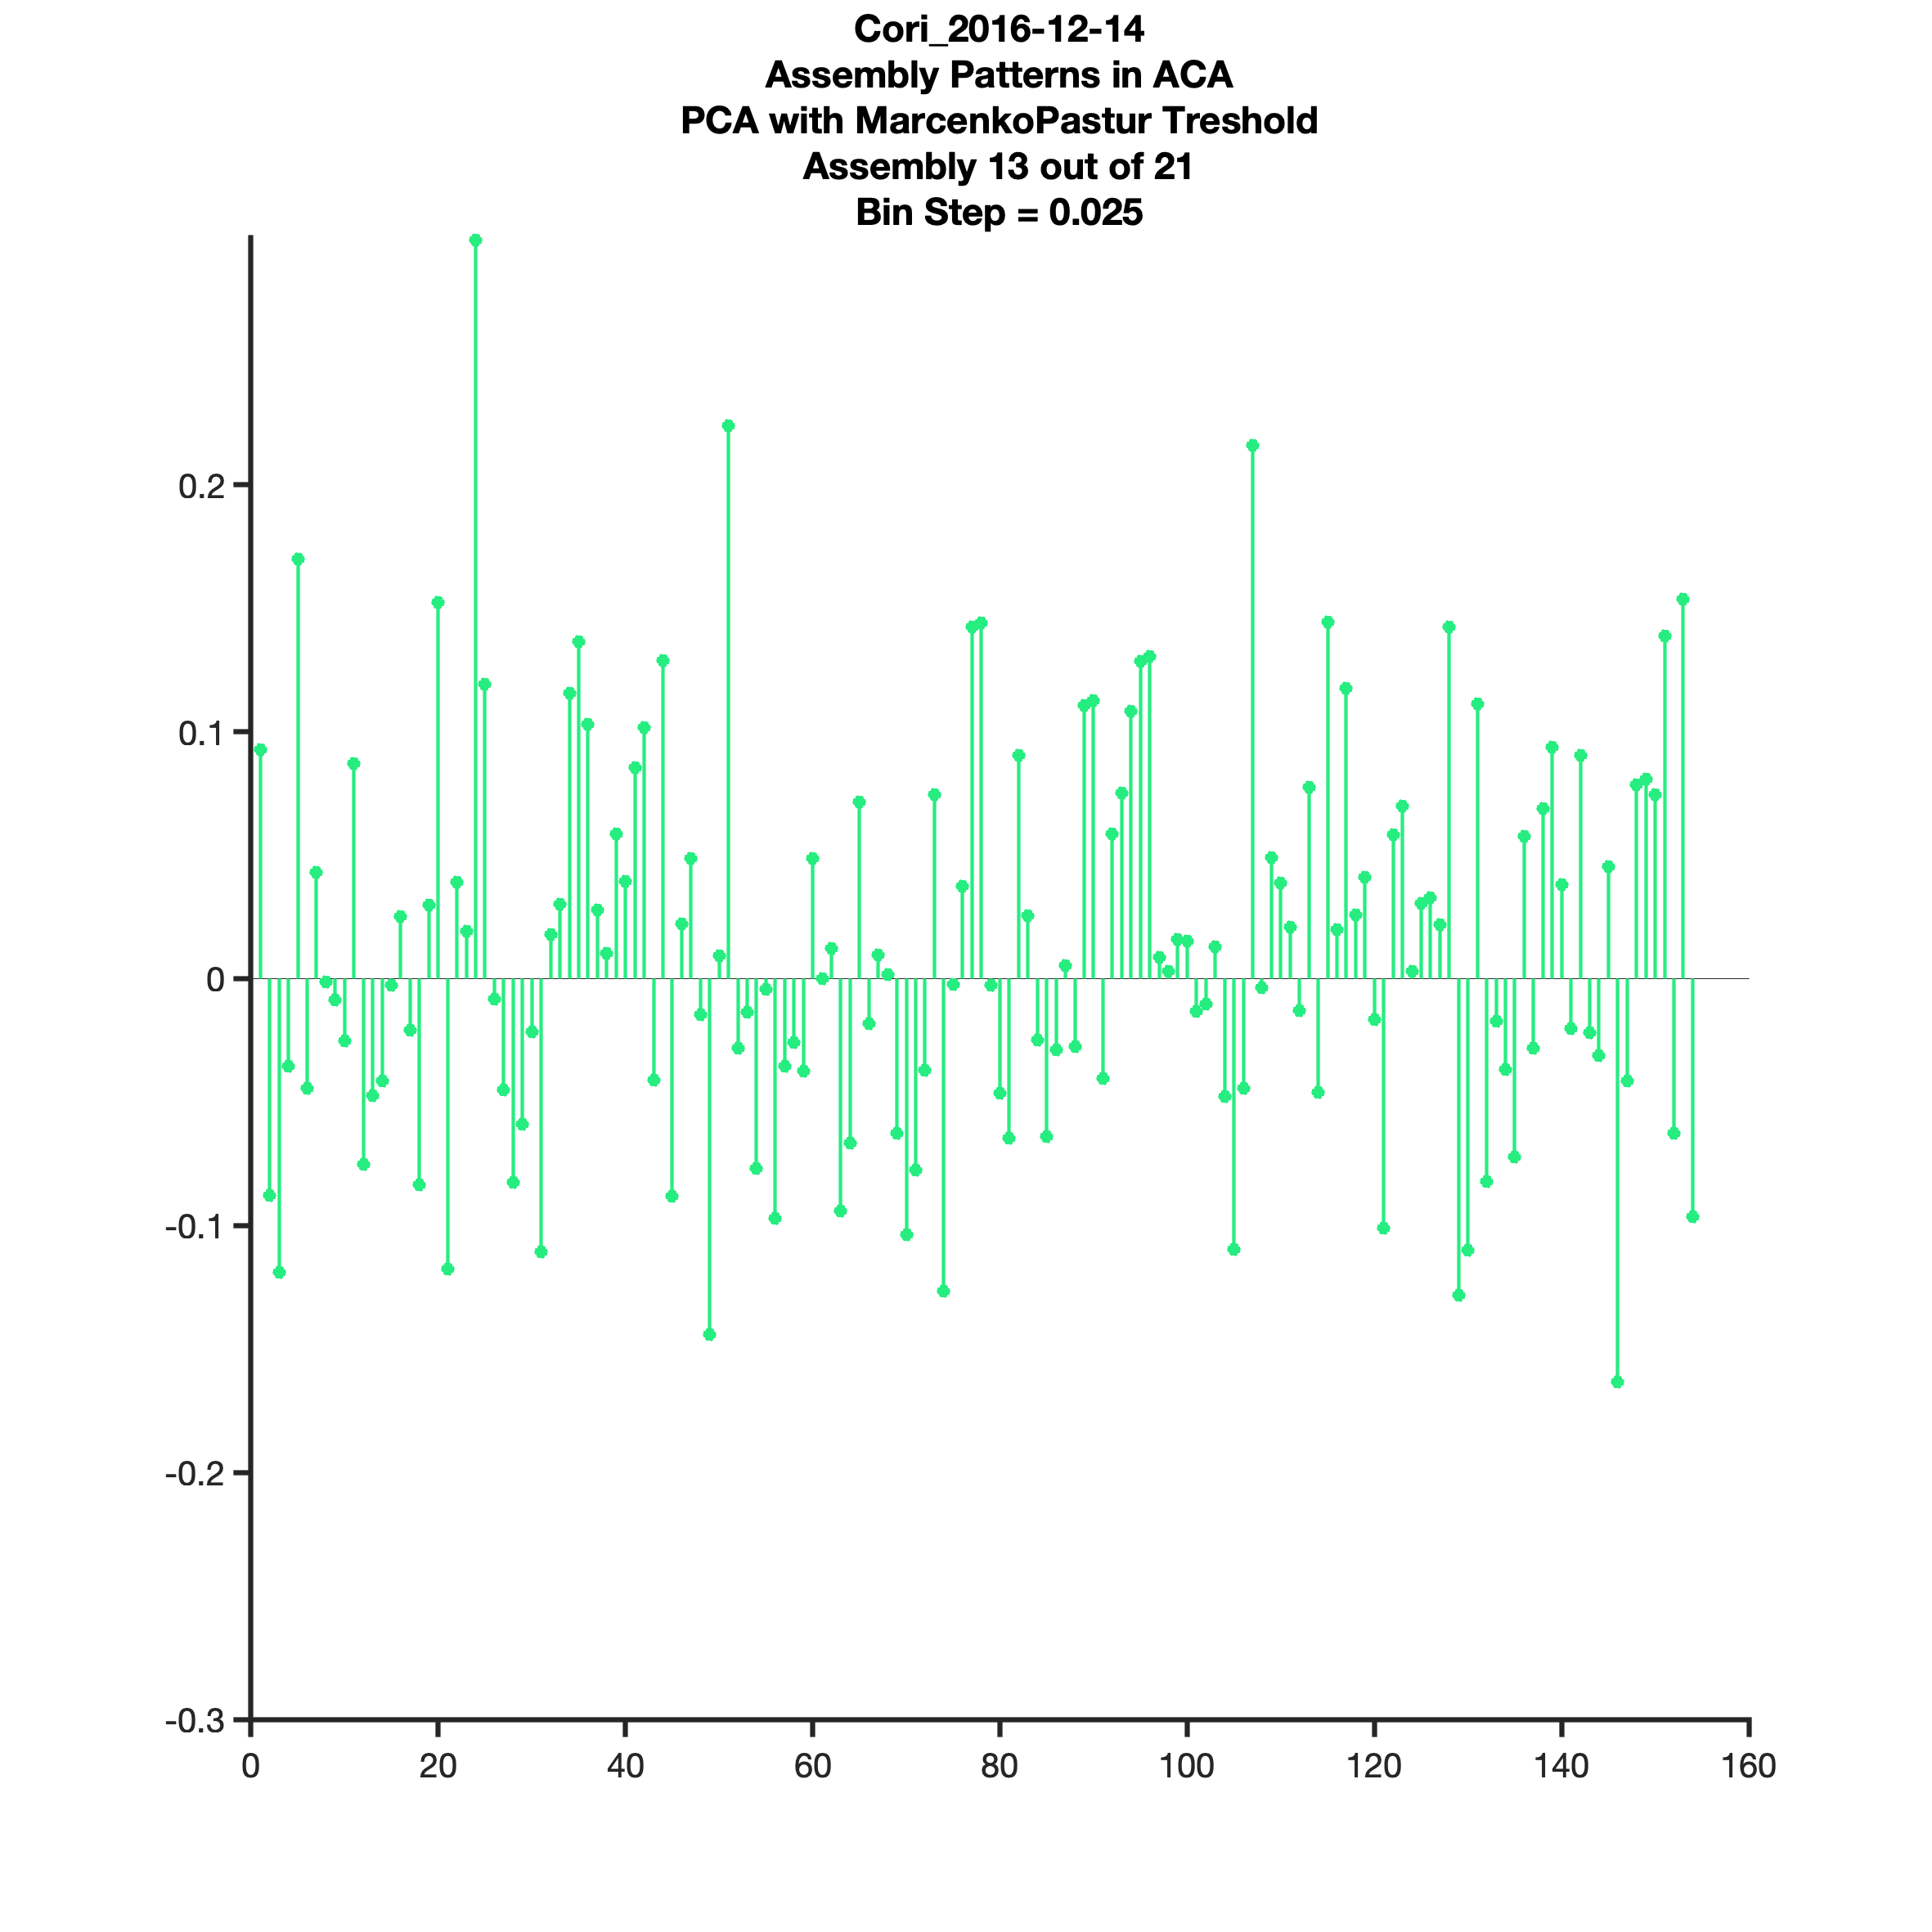 Cori_2016-12-14
Assembly Patterns in ACA
PCA with MarcenkoPastur Treshold
Assembly 13 out of 21
Bin Step = 0.025
0.2
0.1
0
-0.1
-0.2
-0.3
0 20 40 60 80 100 120 140 160